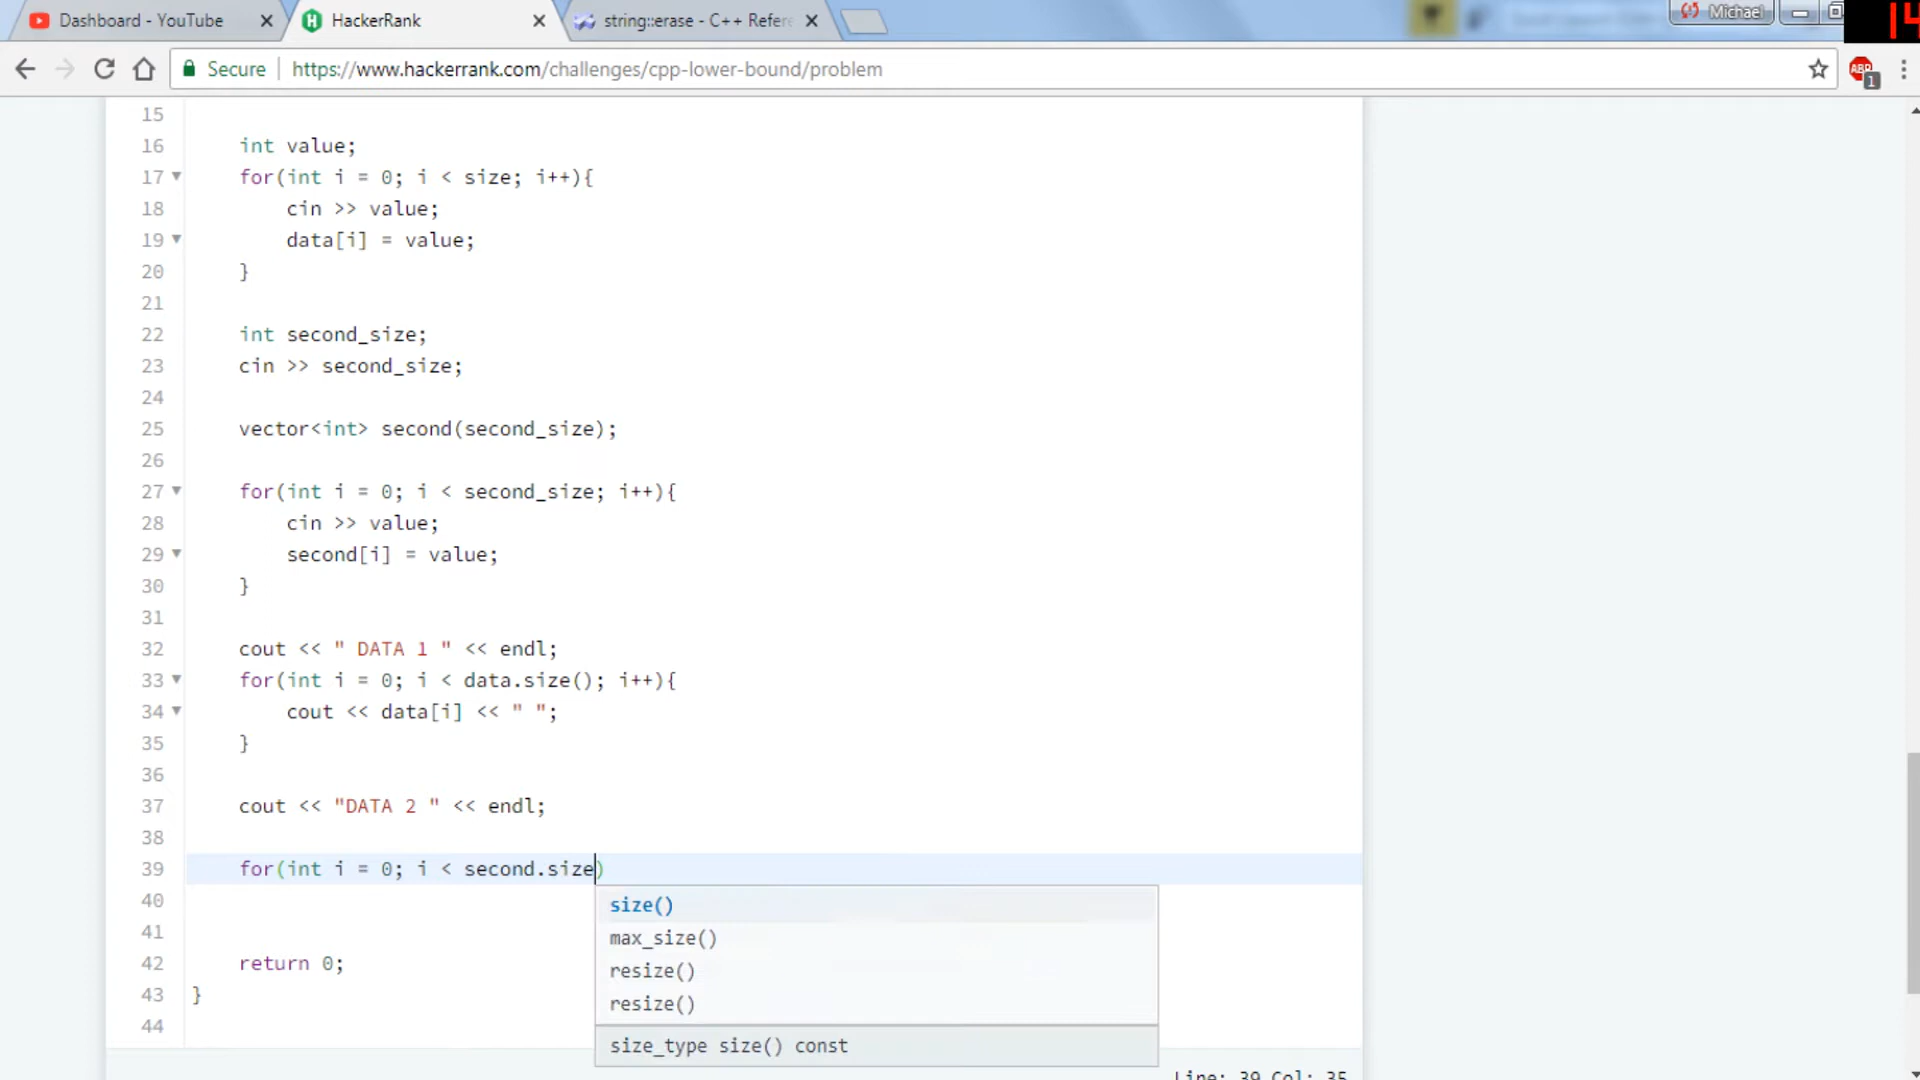 Dashboard - YouTube
HackerRank
string::erase - C++ Refere
Michael
14
Secure
https://www.hackerrank.com/challenges/cpp-lower-bound/problem
ABP
1
15
16 int value;
17 for(int i = 0; i < size; i++){
18 cin >> value;
19 data[i] = value;
20 }
21
22 int second_size;
23 cin >> second_size;
24
25 vector<int> second(second_size);
26
27 for(int i = 0; i < second_size; i++){
28 cin >> value;
29 second[i] = value;
30 }
31
32 cout << " DATA 1 " << endl;
33 for(int i = 0; i < data.size(); i++){
34 cout << data[i] << " ";
35 }
36
37 cout << "DATA 2 " << endl;
38
39 for(int i = 0; i < second.size)
40
size()
41
max_size()
42 return 0;
resize()
43 }
resize()
44
size_type size() const
Line: 39 Col: 35